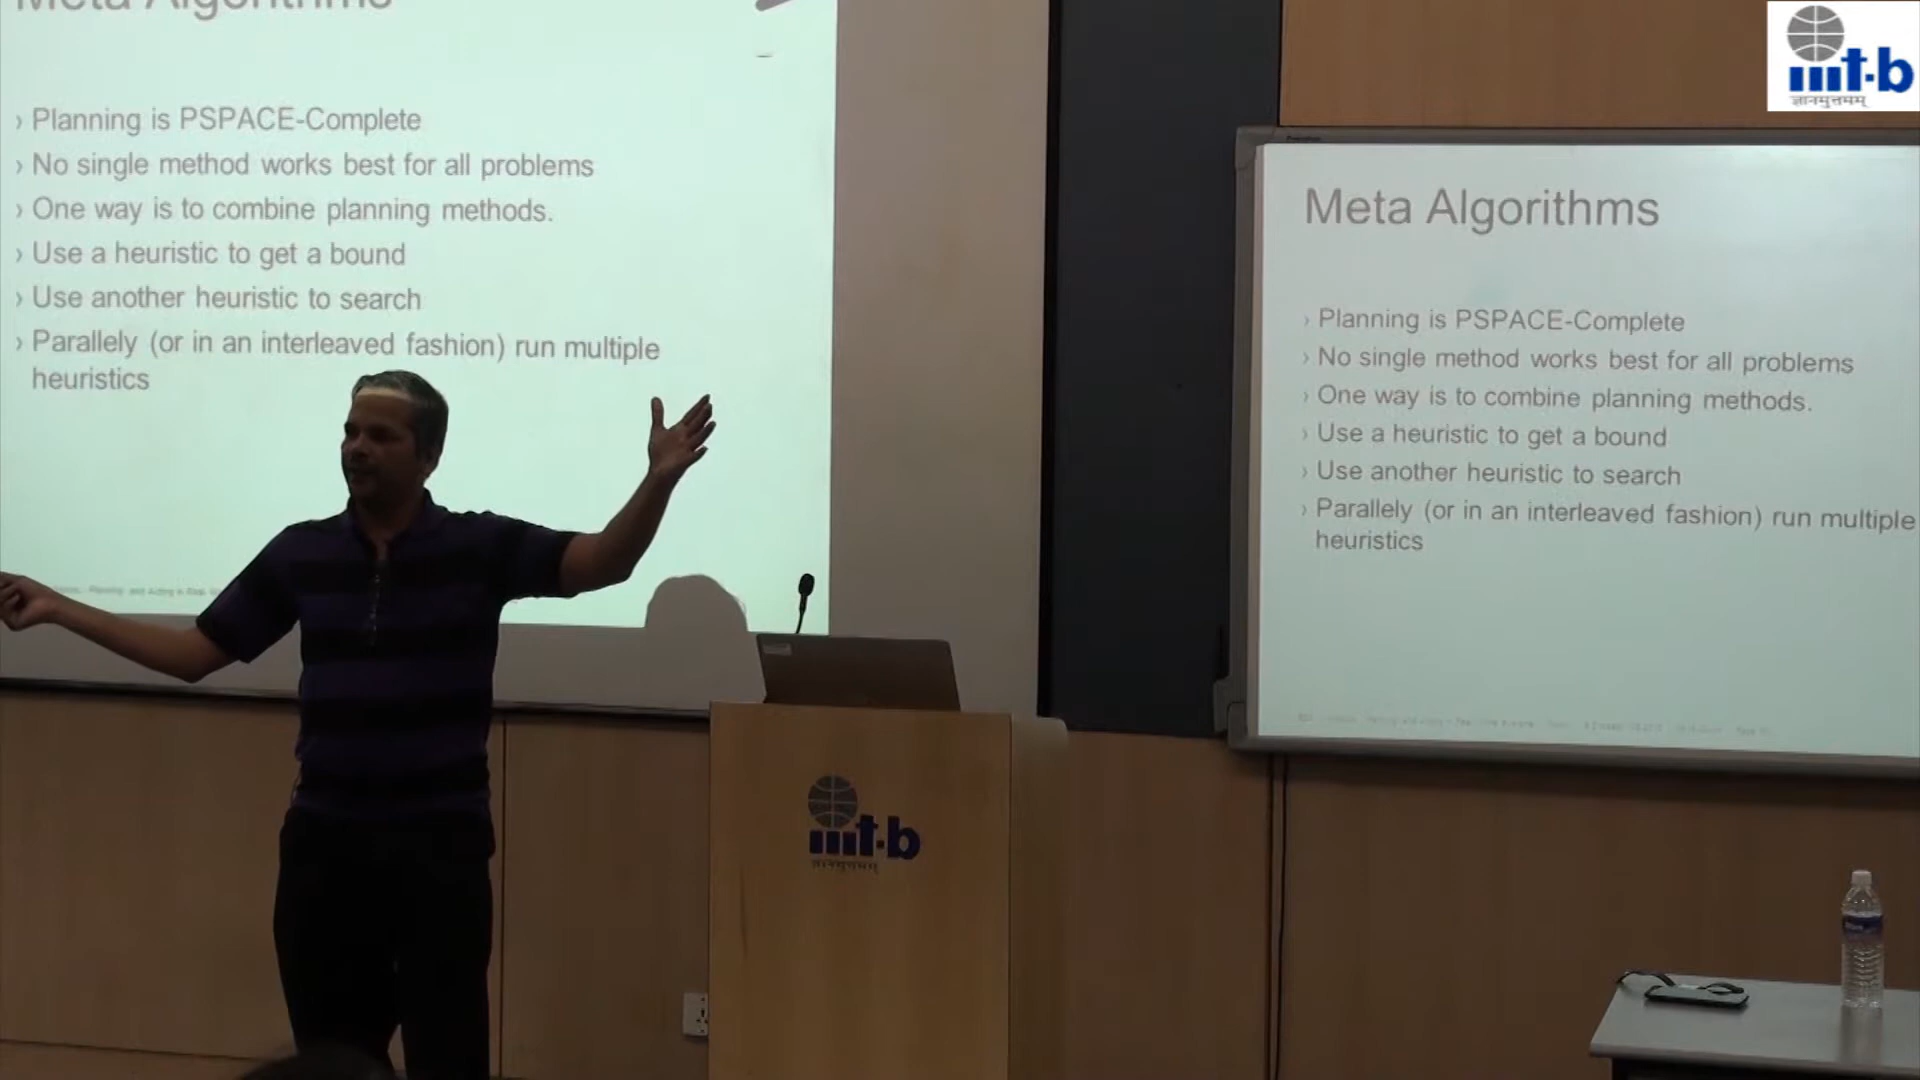 Meta Algorithms
› Planning is PSPACE-Complete
› No single method works best for all problems
› One way is to combine planning methods.
› Use a heuristic to get a bound
› Use another heuristic to search
› Parallely (or in an interleaved fashion) run multiple
heuristics
Meta Algorithms
› Planning is PSPACE-Complete
› No single method works best for all problems
› One way is to combine planning methods.
› Use a heuristic to get a bound
› Use another heuristic to search
› Parallely (or in an interleaved fashion) run multiple
heuristics
iiit-b
ज्ञानमुत्तमम्
iiit-b
ज्ञानमुत्तमम्